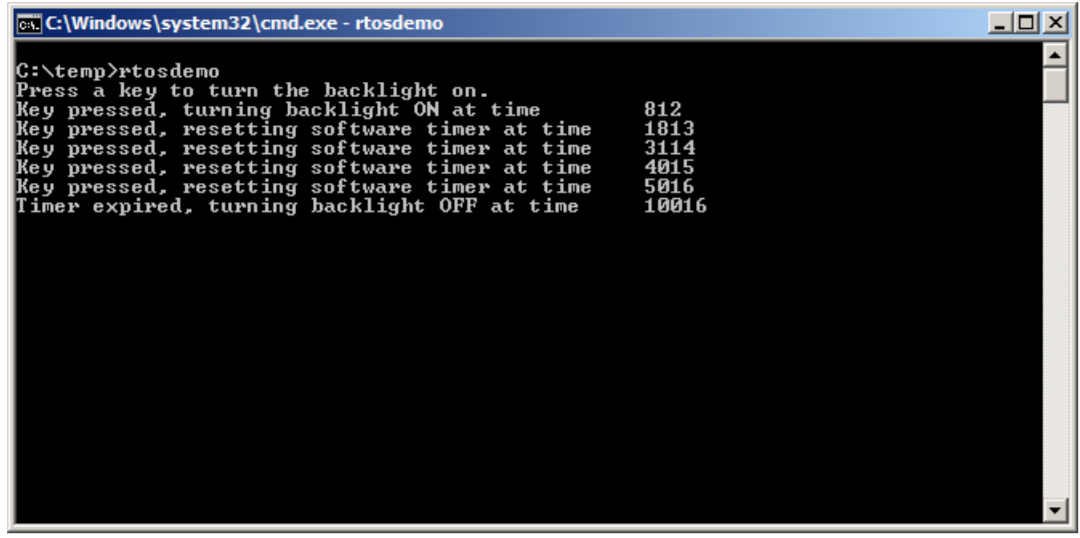 C:\Windows\system32\cmd.exe - rtosdemo
C:\temp>rtosdemo
Press a key to turn the backlight on.
Key pressed, turning backlight ON at time 812
Key pressed, resetting software timer at time 1813
Key pressed, resetting software timer at time 3114
Key pressed, resetting software timer at time 4015
Key pressed, resetting software timer at time 5016
Timer expired, turning backlight OFF at time 10016